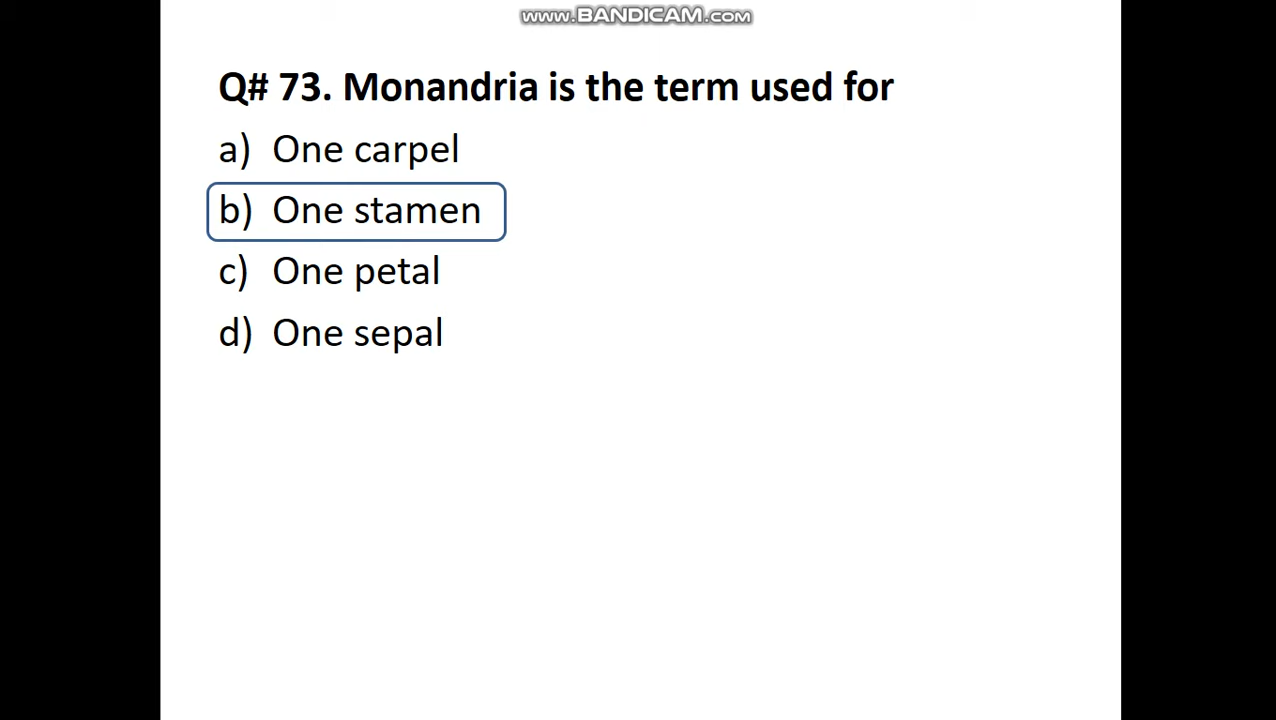 www.BANDICAM.com
Q# 73. Monandria is the term used for
a) One carpel
b) One stamen
c) One petal
d) One sepal